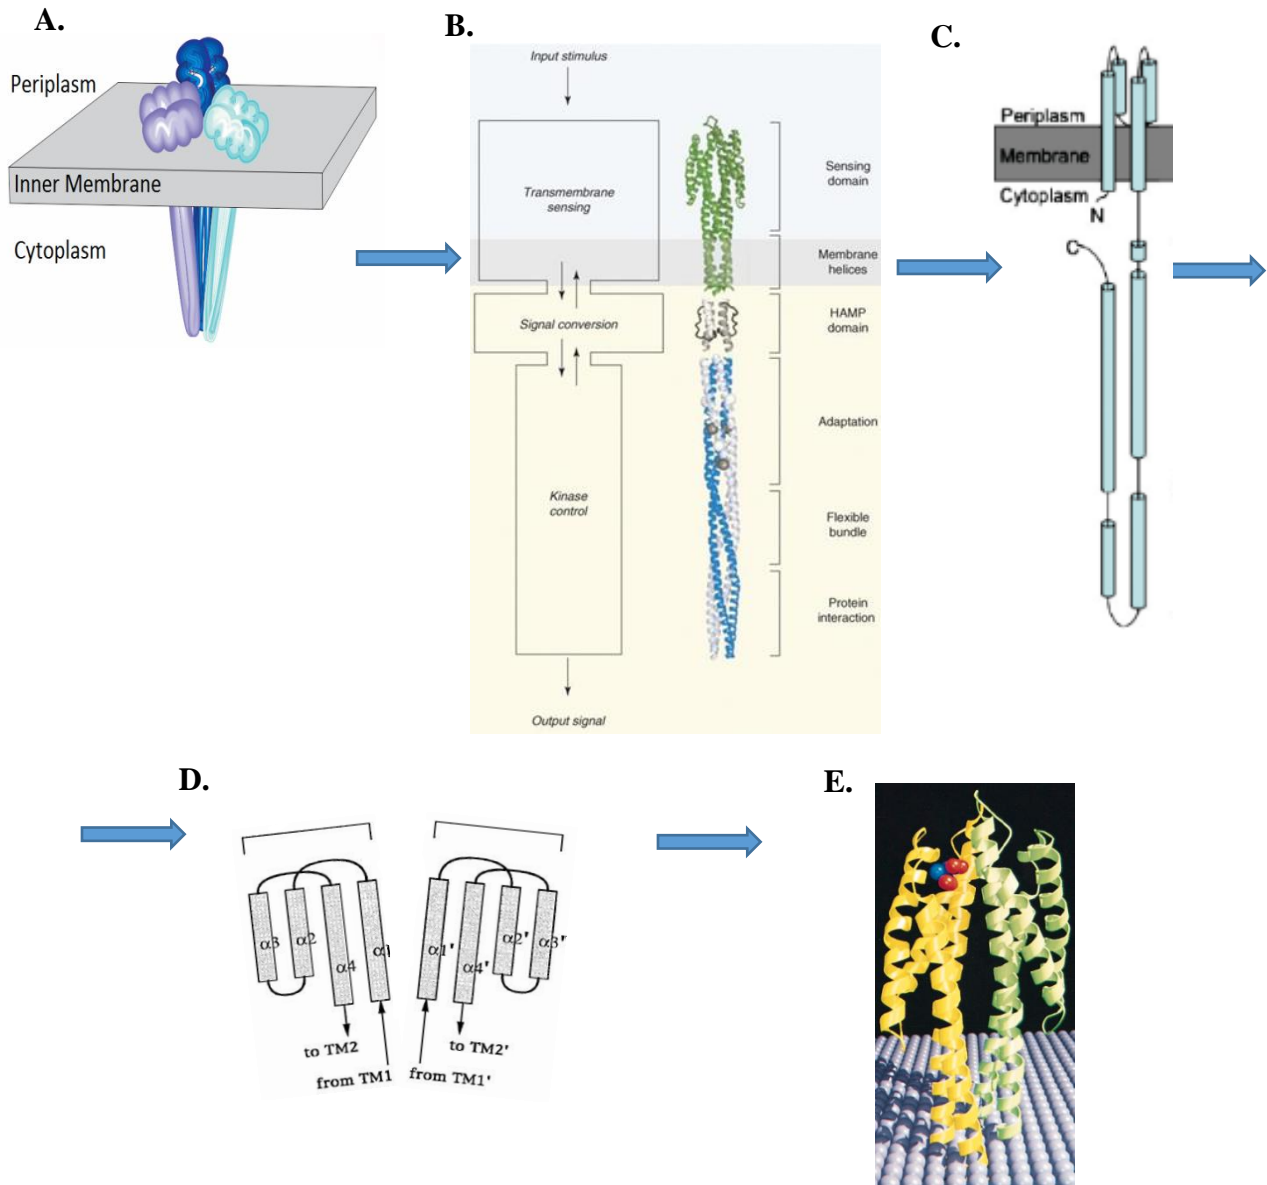 A.
Periplasm
Inner Membrane
Cytoplasm
B.
Input stimulus
Transmembrane
sensing
Signal conversion
Kinase
control
Output signal
Sensing
domain
Membrane
helices
HAMP
domain
Adaptation
Flexible
bundle
Protein
interaction
C.
Periplasm
Membrane
Cytoplasm
N
C
D.
α3
α2
α4
α1'
α4'
α2'
α3'
to TM2
from TM1
to TM2'
from TM1'
E.